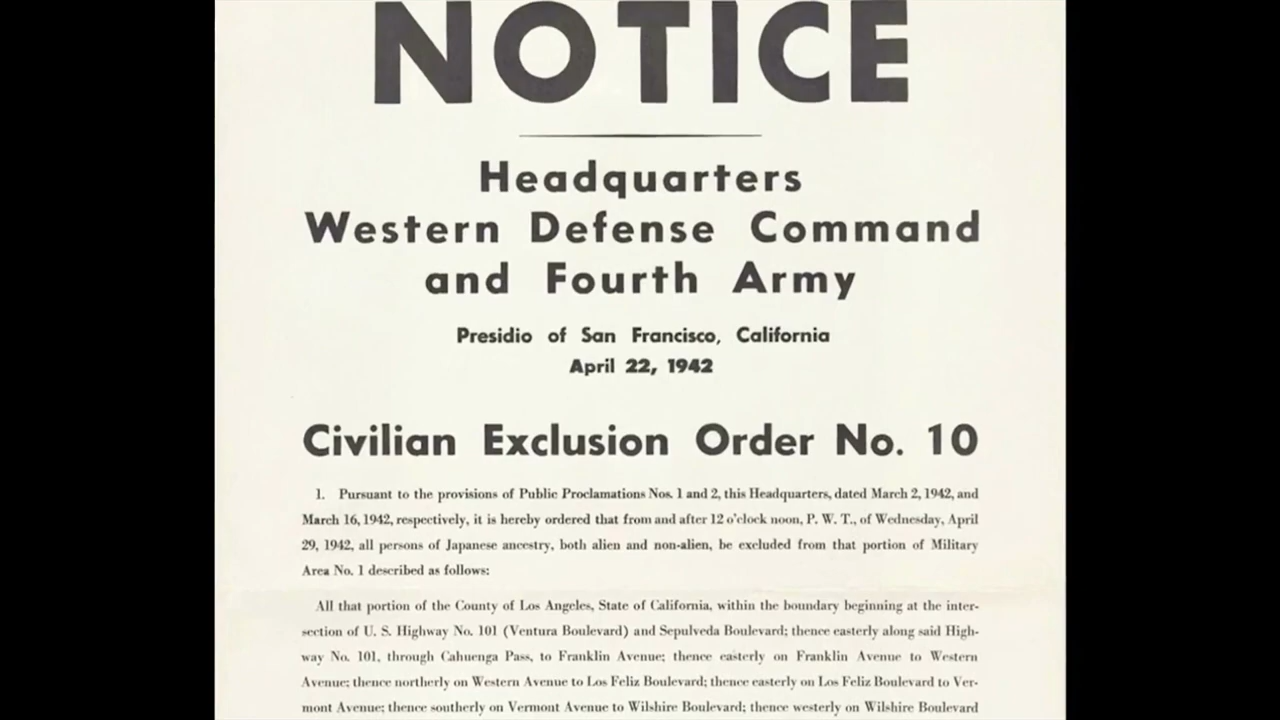 NOTICE
Headquarters
Western Defense Command
and Fourth Army
Presidio of San Francisco, California
April 22, 1942
Civilian Exclusion Order No. 10
1. Pursuant to the provisions of Public Proclamations Nos. 1 and 2, this Headquarters, dated March 2, 1942, and
March 16, 1942, respectively, it is hereby ordered that from and after 12 o'clock noon, P. W. T., of Wednesday, April
29, 1942, all persons of Japanese ancestry, both alien and non-alien, be excluded from that portion of Military
Area No. 1 described as follows:
All that portion of the County of Los Angeles, State of California, within the boundary beginning at the inter-
section of U. S. Highway No. 101 (Ventura Boulevard) and Sepulveda Boulevard; thence easterly along said High-
way No. 101, through Cahuenga Pass, to Franklin Avenue; thence easterly on Franklin Avenue to Western
Avenue; thence northerly on Western Avenue to Los Feliz Boulevard; thence easterly on Los Feliz Boulevard to Ver-
mont Avenue; thence southerly on Vermont Avenue to Wilshire Boulevard; thence westerly on Wilshire Boulevard